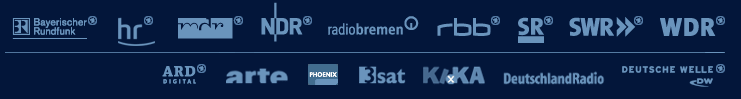 BR Bayerischer Rundfunk hr mdr NDR radiobremen rbb SR SWR WDR
ARD DIGITAL arte PHOENIX 3sat KiKA DeutschlandRadio DEUTSCHE WELLE DW